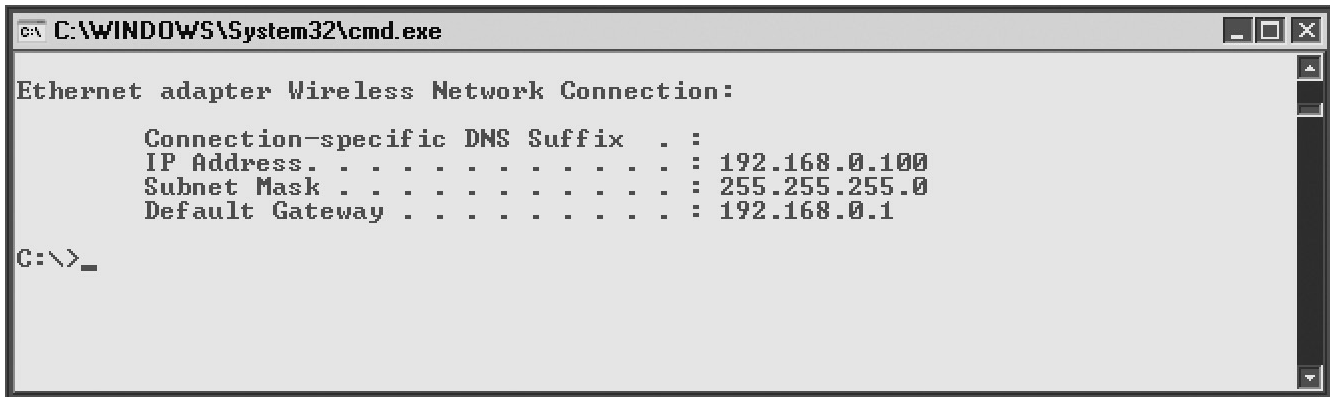 C:\WINDOWS\System32\cmd.exe
Ethernet adapter Wireless Network Connection:
Connection-specific DNS Suffix . :
IP Address. . . . . . . . . . . . : 192.168.0.100
Subnet Mask . . . . . . . . . . . : 255.255.255.0
Default Gateway . . . . . . . . . : 192.168.0.1
C:\>_